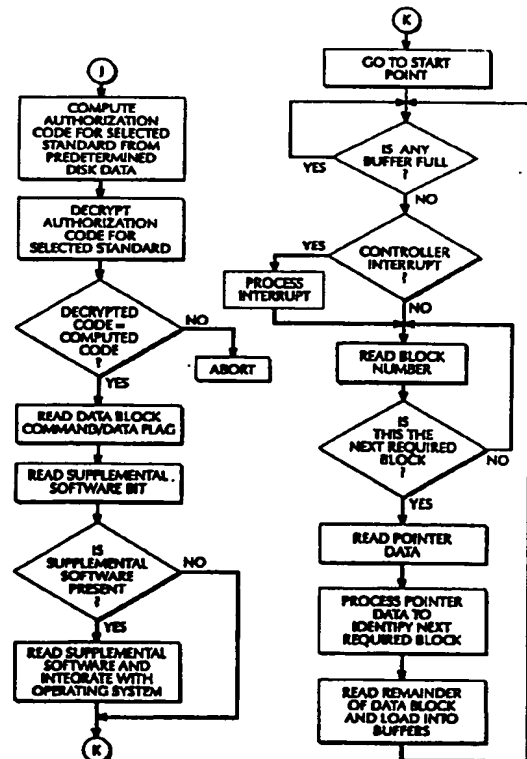 J
COMPUTE
AUTHORIZATION
CODE FOR SELECTED
STANDARD FROM
PREDETERMINED
DISK DATA
DECRYPT
AUTHORIZATION
CODE FOR
SELECTED STANDARD
DECRYPTED
CODE =
COMPUTED
CODE
?
NO
ABORT
YES
READ DATA BLOCK
COMMAND/DATA FLAG
READ SUPPLEMENTAL
SOFTWARE BIT
IS
SUPPLEMENTAL
SOFTWARE
PRESENT
?
NO
YES
READ SUPPLEMENTAL
SOFTWARE AND
INTEGRATE WITH
OPERATING SYSTEM
K
K
GO TO START
POINT
IS ANY
BUFFER FULL
?
YES
NO
CONTROLLER
INTERRUPT
?
YES
PROCESS
INTERRUPT
NO
READ BLOCK
NUMBER
IS
THIS THE
NEXT REQUIRED
BLOCK
?
NO
YES
READ POINTER
DATA
PROCESS POINTER
DATA TO
IDENTIFY NEXT
REQUIRED BLOCK
READ REMAINDER
OF DATA BLOCK
AND LOAD INTO
BUFFERS